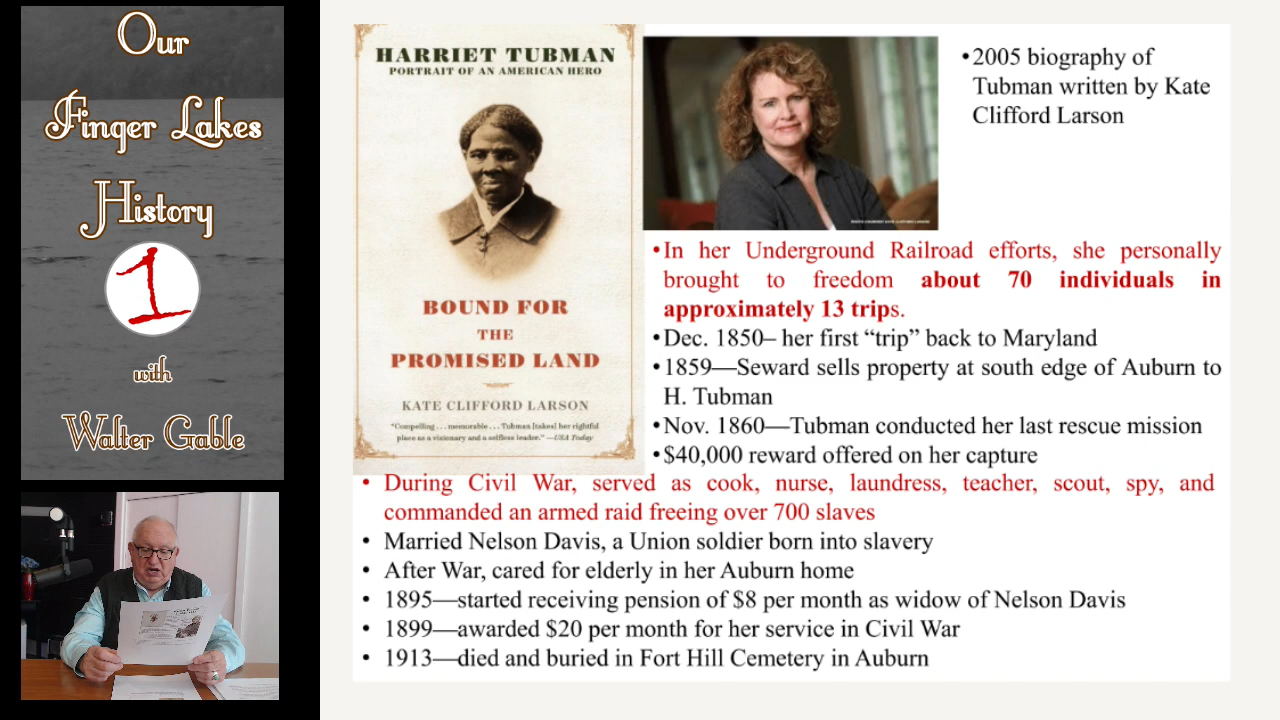 Our
Finger Lakes
History
1
with
Walter Gable
HARRIET TUBMAN
PORTRAIT OF AN AMERICAN HERO
BOUND FOR
THE
PROMISED LAND
KATE CLIFFORD LARSON
"Compelling . . . memorable . . . Tubman [takes] her rightful
place as a visionary and a selfless leader." —USA Today
•2005 biography of
Tubman written by Kate
Clifford Larson
•In her Underground Railroad efforts, she personally
brought to freedom about 70 individuals in
approximately 13 trips.
•Dec. 1850– her first “trip” back to Maryland
•1859—Seward sells property at south edge of Auburn to
H. Tubman
•Nov. 1860—Tubman conducted her last rescue mission
•$40,000 reward offered on her capture
• During Civil War, served as cook, nurse, laundress, teacher, scout, spy, and
commanded an armed raid freeing over 700 slaves
• Married Nelson Davis, a Union soldier born into slavery
• After War, cared for elderly in her Auburn home
• 1895—started receiving pension of $8 per month as widow of Nelson Davis
• 1899—awarded $20 per month for her service in Civil War
• 1913—died and buried in Fort Hill Cemetery in Auburn